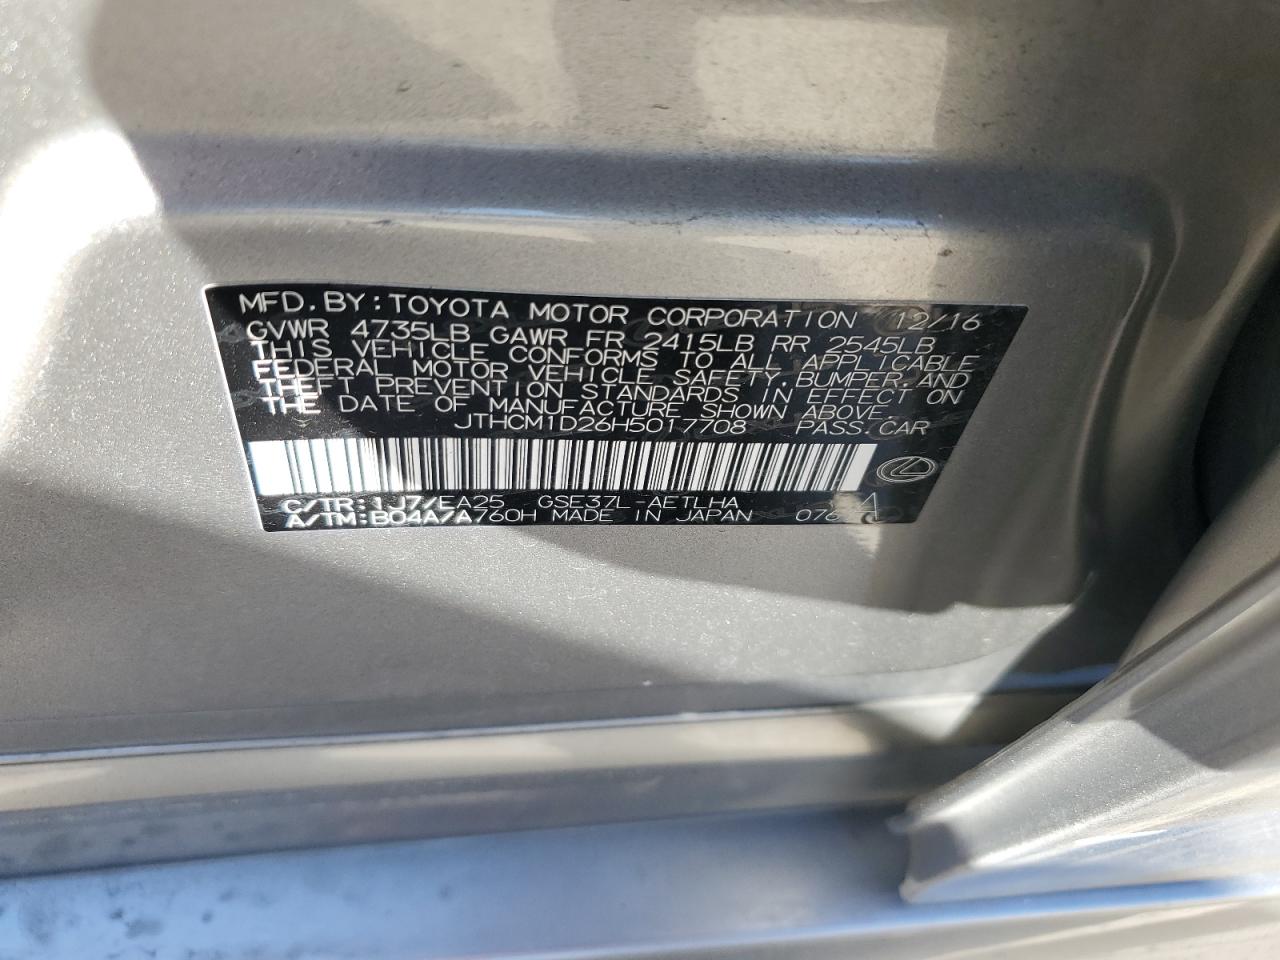 MFD.BY:TOYOTA MOTOR CORPORATION 12/16
GVWR 4735LB GAWR FR 2415LB RR 2545LB
THIS VEHICLE CONFORMS TO ALL APPLICABLE
FEDERAL MOTOR VEHICLE SAFETY,BUMPER,AND
THEFT PREVENTION STANDARDS IN EFFECT ON
THE DATE OF MANUFACTURE SHOWN ABOVE.
JTHCM1D26H5017708 PASS.CAR
C/TR:1J7/EA25 GSE37L-AETLHA A
A/TM:B04A/A760H MADE IN JAPAN